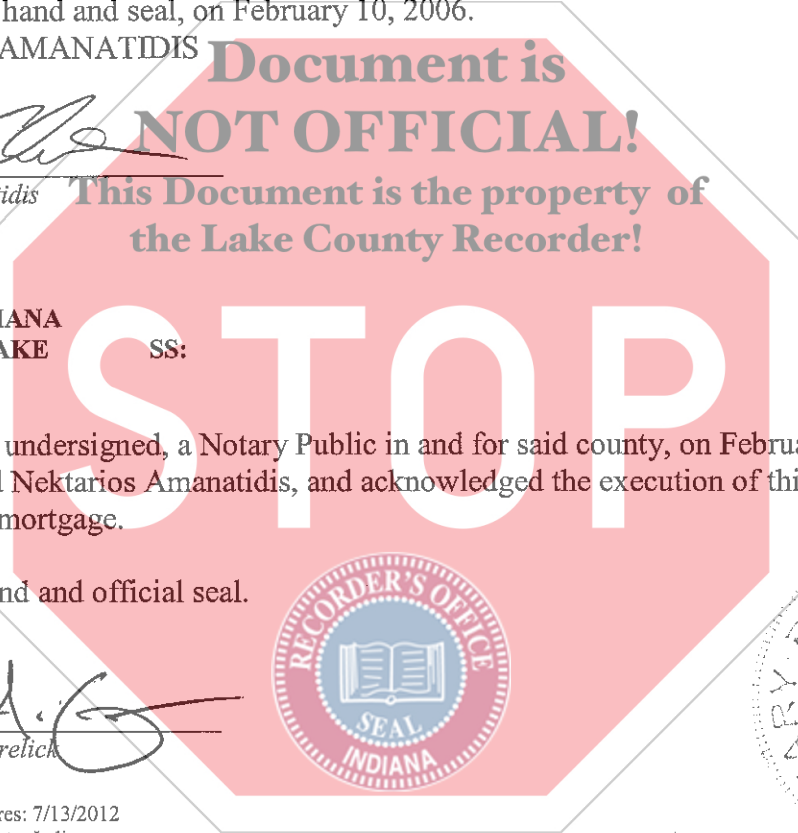 hand and seal, on February 10, 2006.
AMANATIDIS
Document is
NOT OFFICIAL!
This Document is the property of
the Lake County Recorder!
idis
IANA
AKE SS:
STOP
undersigned, a Notary Public in and for said county, on Februa
l Nektarios Amanatidis, and acknowledged the execution of thi
mortgage.
nd and official seal.
RECORDER'S OFFICE
SEAL
INDIANA
A.
relick
res: 7/13/2012